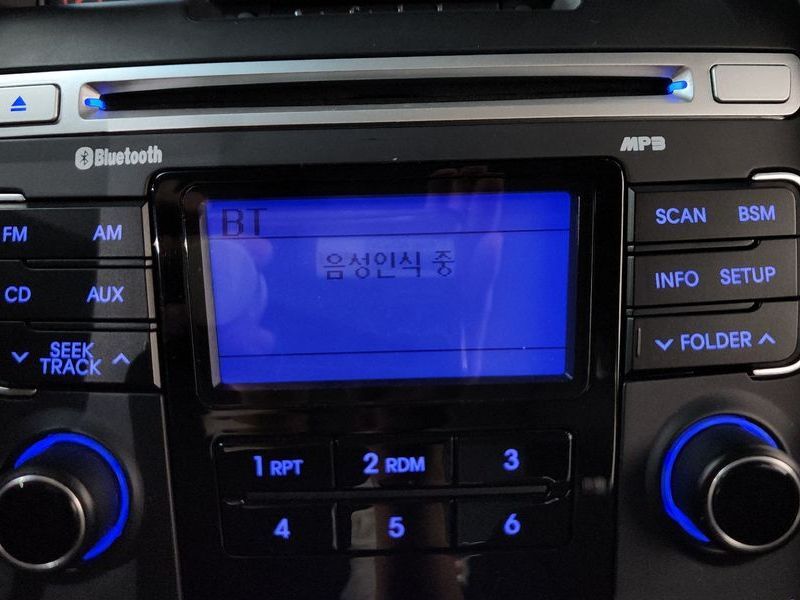 Bluetooth
MP3
BT
음성인식 중
FM AM
CD AUX
SEEK
TRACK
SCAN BSM
INFO SETUP
FOLDER
1 RPT 2 RDM 3
4 5 6